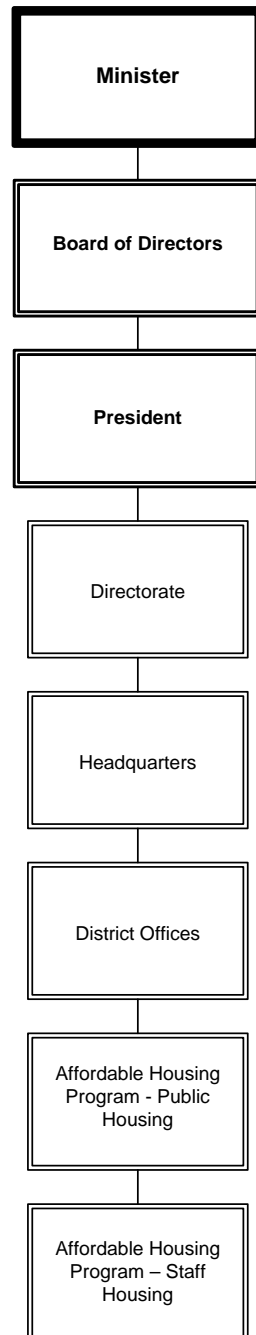 Minister
Board of Directors
President
Directorate
Headquarters
District Offices
Affordable Housing
Program - Public
Housing
Affordable Housing
Program – Staff
Housing